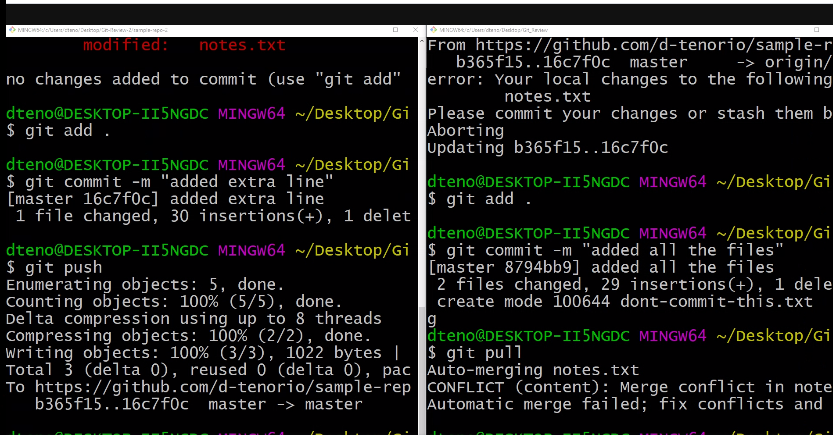 MINGW64:/c/Users/dteno/Desktop/Git-Review-2/sample-repo-2
modified:   notes.txt
no changes added to commit (use "git add"
dteno@DESKTOP-II5NGDC MINGW64 ~/Desktop/Gi
$ git add .
dteno@DESKTOP-II5NGDC MINGW64 ~/Desktop/Gi
$ git commit -m "added extra line"
[master 16c7f0c] added extra line
1 file changed, 30 insertions(+), 1 delet
dteno@DESKTOP-II5NGDC MINGW64 ~/Desktop/Gi
$ git push
Enumerating objects: 5, done.
Counting objects: 100% (5/5), done.
Delta compression using up to 8 threads
Compressing objects: 100% (2/2), done.
Writing objects: 100% (3/3), 1022 bytes |
Total 3 (delta 0), reused 0 (delta 0), pac
To https://github.com/d-tenorio/sample-rep
b365f15..16c7f0c  master -> master
MINGW64:/c/Users/dteno/Desktop/Git_Review
From https://github.com/d-tenorio/sample-r
b365f15..16c7f0c  master     -> origin/
error: Your local changes to the following
notes.txt
Please commit your changes or stash them b
Aborting
Updating b365f15..16c7f0c
dteno@DESKTOP-II5NGDC MINGW64 ~/Desktop/Gi
$ git add .
dteno@DESKTOP-II5NGDC MINGW64 ~/Desktop/Gi
$ git commit -m "added all the files"
[master 8794bb9] added all the files
2 files changed, 29 insertions(+), 1 dele
create mode 100644 dont-commit-this.txt
g
dteno@DESKTOP-II5NGDC MINGW64 ~/Desktop/Gi
$ git pull
Auto-merging notes.txt
CONFLICT (content): Merge conflict in note
Automatic merge failed; fix conflicts and